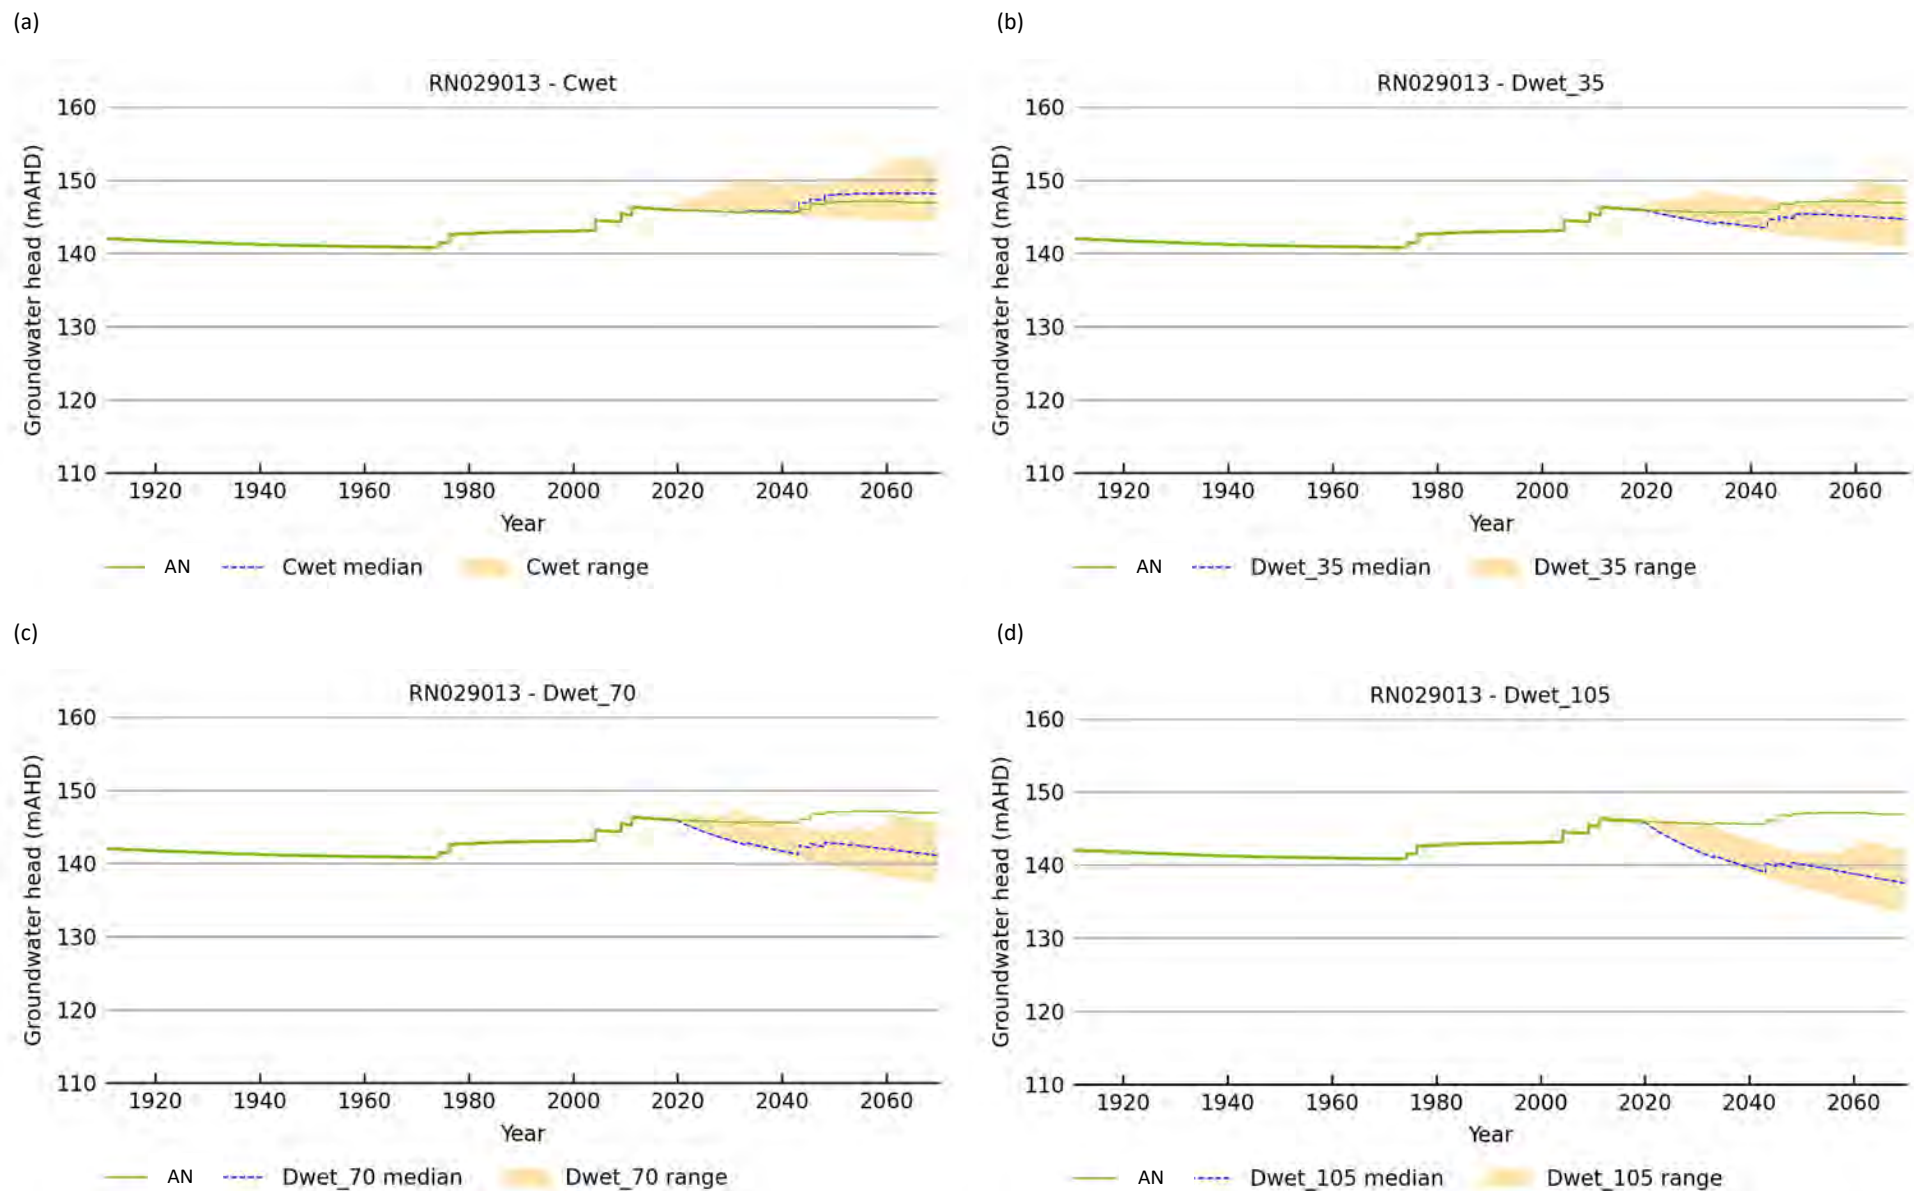 (a)
RN029013 - Cwet
Groundwater head (mAHD)
160
150
140
130
120
110
1920 1940 1960 1980 2000 2020 2040 2060
Year
AN Cwet median Cwet range
(b)
RN029013 - Dwet_35
Groundwater head (mAHD)
160
150
140
130
120
110
1920 1940 1960 1980 2000 2020 2040 2060
Year
AN Dwet_35 median Dwet_35 range
(c)
RN029013 - Dwet_70
Groundwater head (mAHD)
160
150
140
130
120
110
1920 1940 1960 1980 2000 2020 2040 2060
Year
AN Dwet_70 median Dwet_70 range
(d)
RN029013 - Dwet_105
Groundwater head (mAHD)
160
150
140
130
120
110
1920 1940 1960 1980 2000 2020 2040 2060
Year
AN Dwet_105 median Dwet_105 range